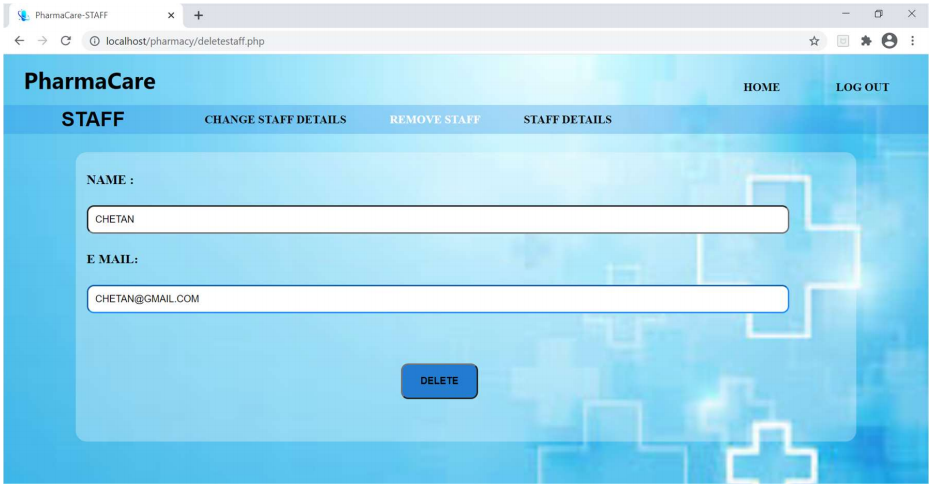 PharmaCare-STAFF
localhost/pharmacy/deletestaff.php
PharmaCare
HOME LOG OUT
STAFF CHANGE STAFF DETAILS REMOVE STAFF STAFF DETAILS
NAME :
CHETAN
E MAIL:
CHETAN@GMAIL.COM
DELETE